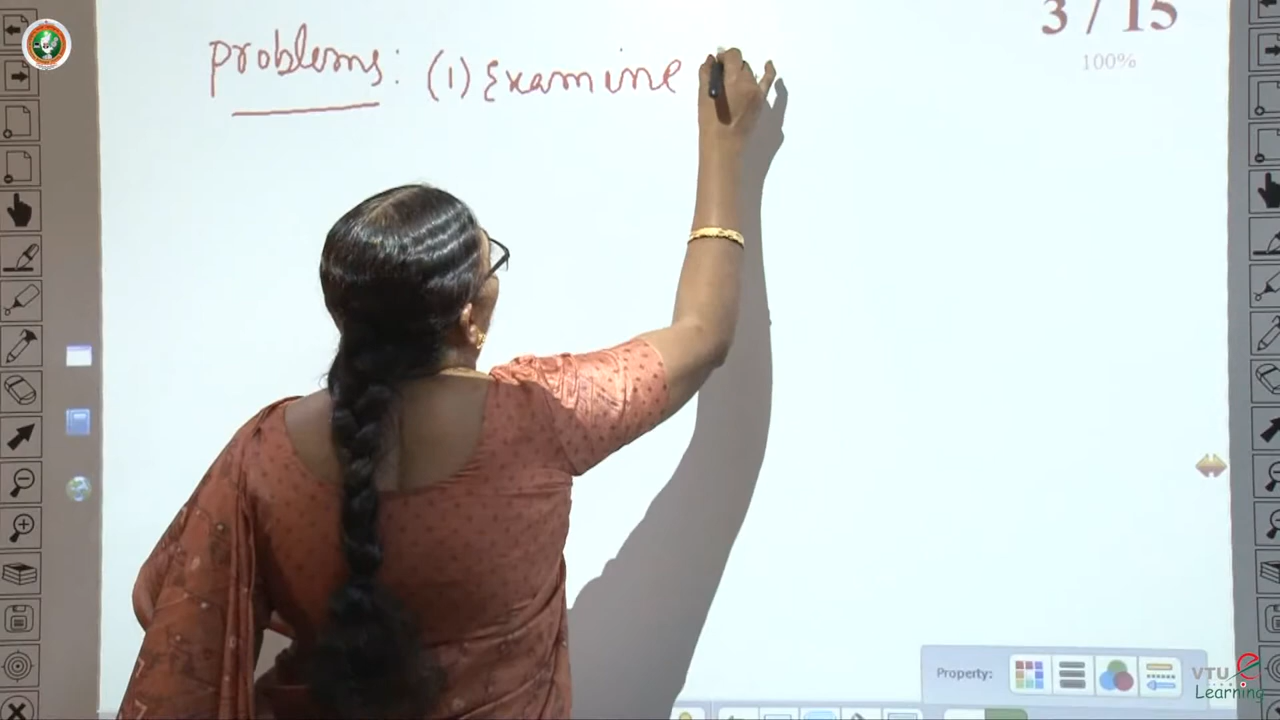 3 / 15
problems: (1) Examine
100%
Property:
VTU e
Learning